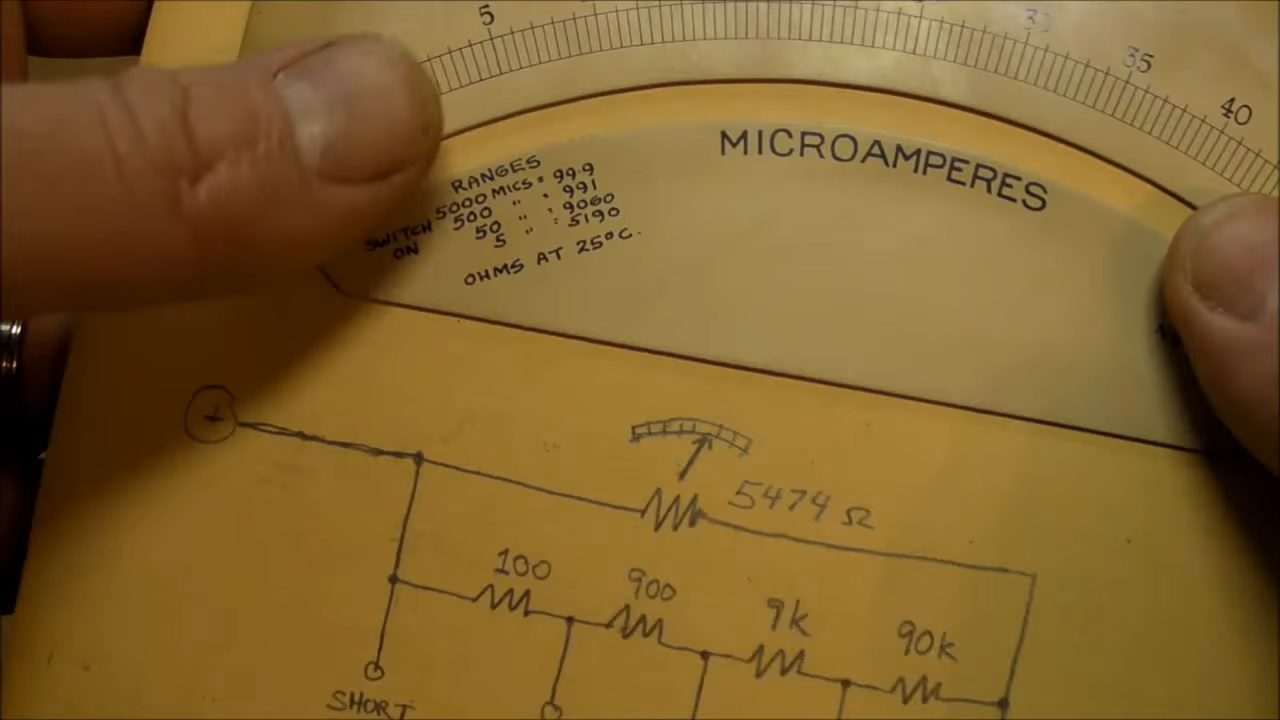 5
35
40
MICROAMPERES
RANGES
SWITCH 5000 MICS = 99.9
ON 500 " = 991
50 " = 9060
5 " = 5190
OHMS AT 25°C.
+
5474 Ω
100
900
9k
90k
SHORT